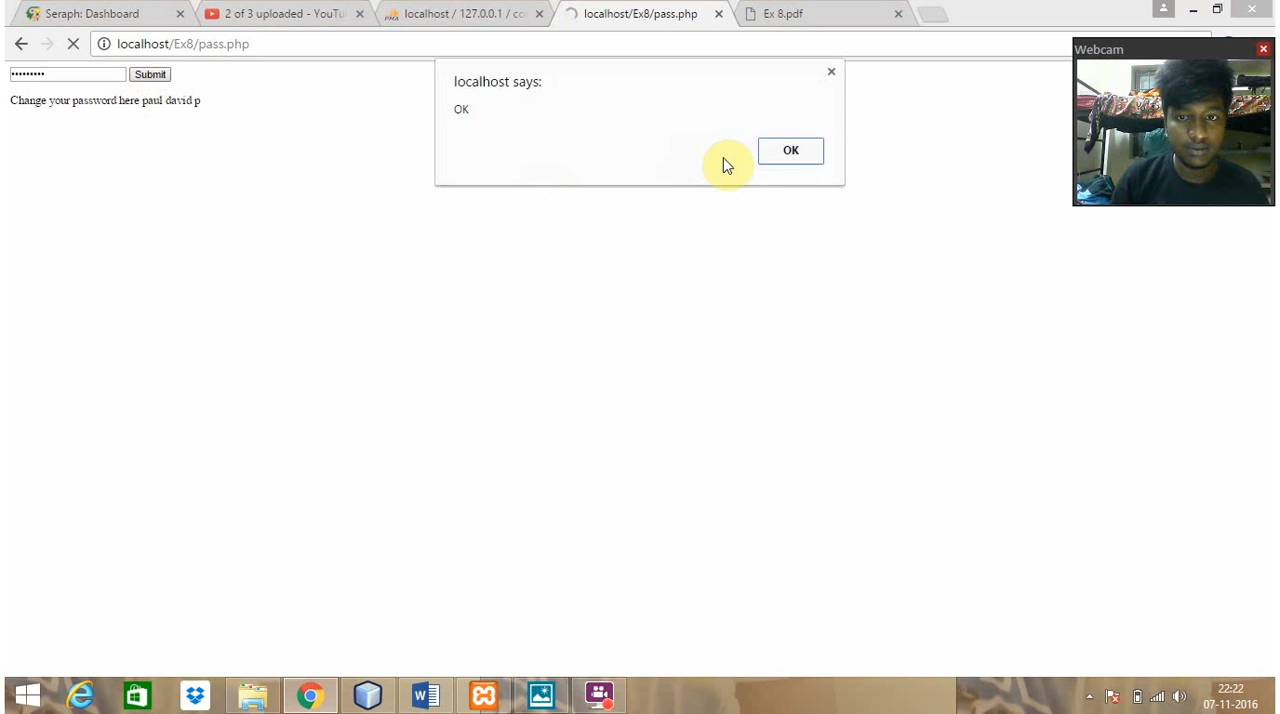 Seraph: Dashboard
2 of 3 uploaded - YouTu
localhost / 127.0.0.1 / co
localhost/Ex8/pass.php
Ex 8.pdf
localhost/Ex8/pass.php
Webcam
Submit
localhost says:
OK
OK
Change your password here paul david p
22:22
07-11-2016